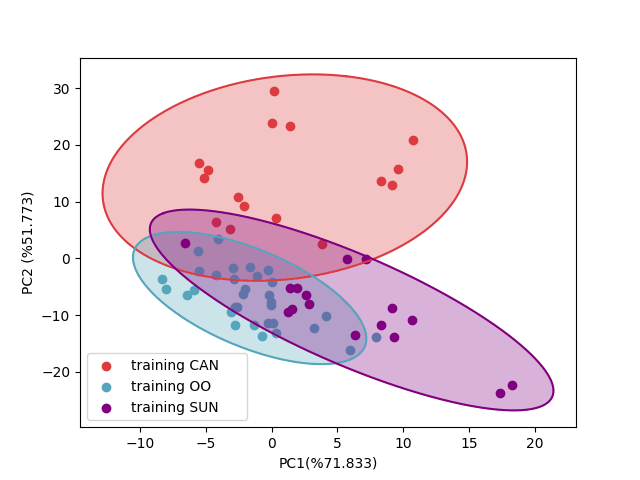 30
20
10
0
−10
−20
PC2 (%51.773)
training CAN
training OO
training SUN
−10
−5
0
5
10
15
20
PC1(%71.833)